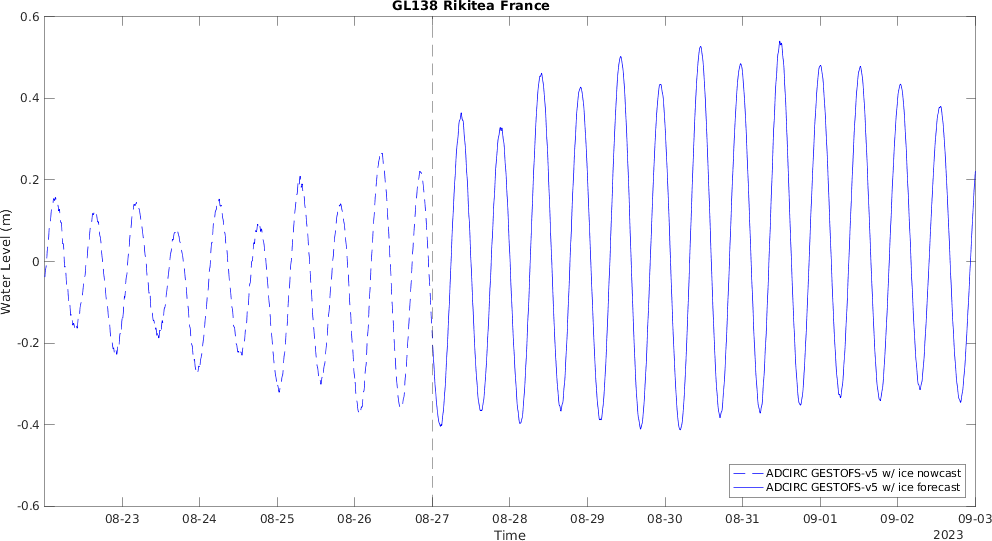 GL138 Rikitea France
Water Level (m)
0.6
0.4
0.2
0
-0.2
-0.4
-0.6
ADCIRC GESTOFS-v5 w/ ice nowcast
ADCIRC GESTOFS-v5 w/ ice forecast
08-23 08-24 08-25 08-26 08-27 08-28 08-29 08-30 08-31 09-01 09-02 09-03
Time
2023